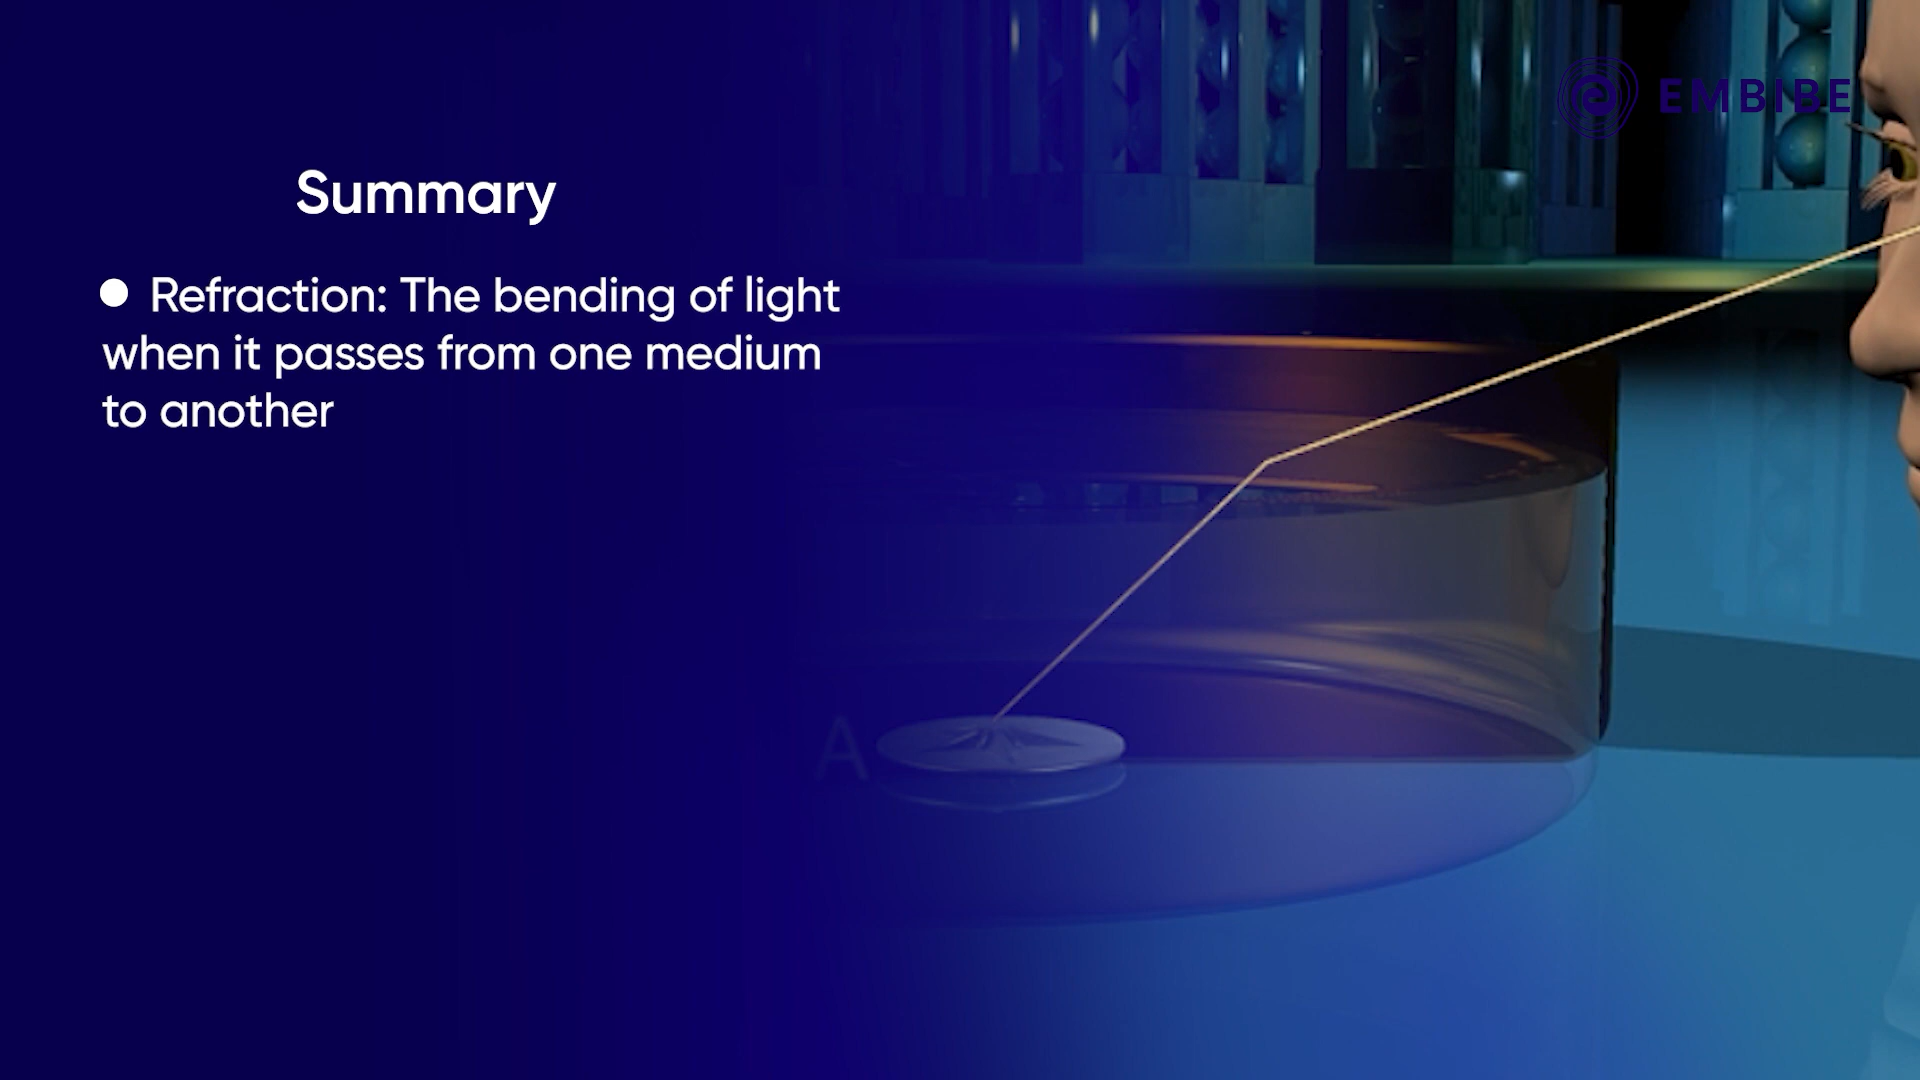 EMBIBE
Summary
● Refraction: The bending of light
when it passes from one medium
to another
A